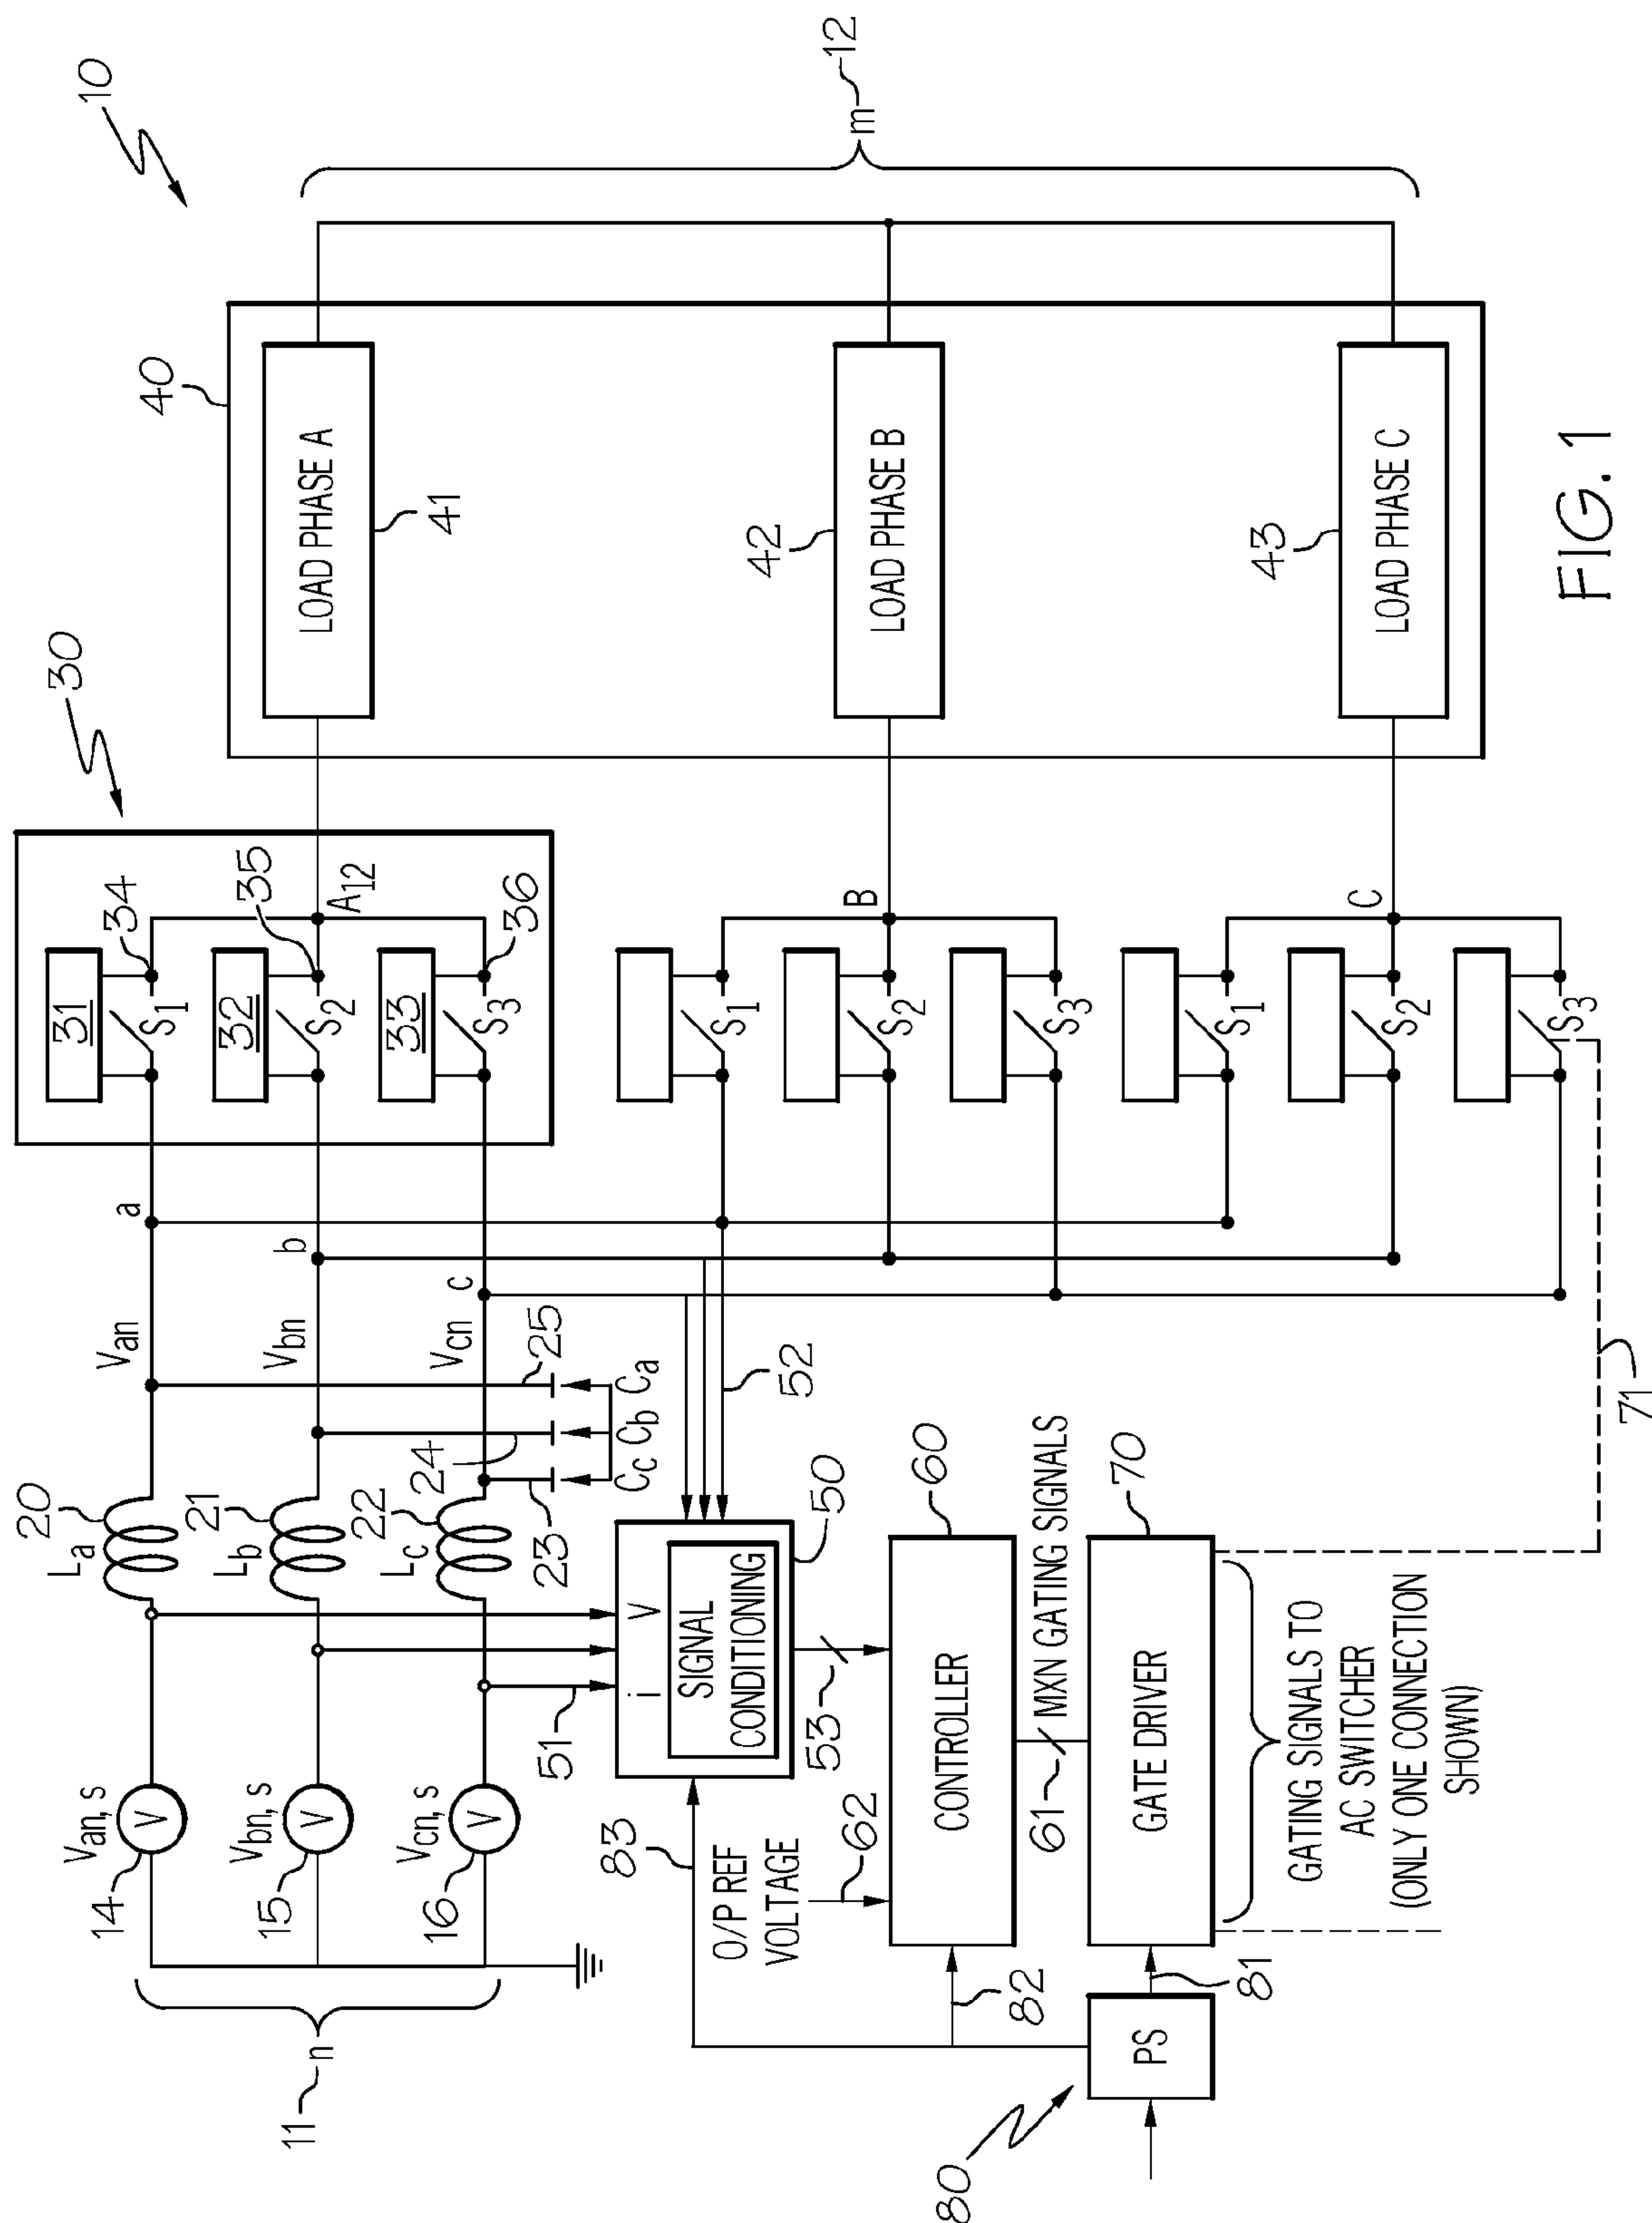 10
30
40
m
12
LOAD PHASE A
41
LOAD PHASE B
42
LOAD PHASE C
43
31
34
S1
32
35
S2
33
36
S3
A12
B
S1
S2
S3
C
S1
S2
S3
a
b
c
Van
Vbn
Vcn
20
La
21
Lb
22
Lc
23
24
25
Cc
Cb
Ca
Van, s
14
Vbn, s
15
Vcn, s
16
n
11
51
52
i
V
SIGNAL
CONDITIONING
50
53
83
O/P REF
VOLTAGE
62
CONTROLLER
60
82
61
MXN GATING SIGNALS
GATE DRIVER
70
71
PS
80
81
GATING SIGNALS TO
AC SWITCHER
(ONLY ONE CONNECTION
SHOWN)
FIG. 1